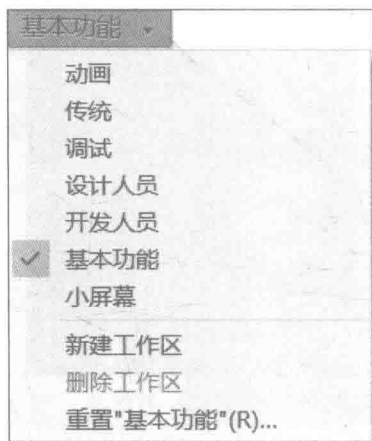 基本功能
动画
传统
调试
设计人员
开发人员
基本功能
小屏幕
新建工作区
删除工作区
重置"基本功能"(R)...